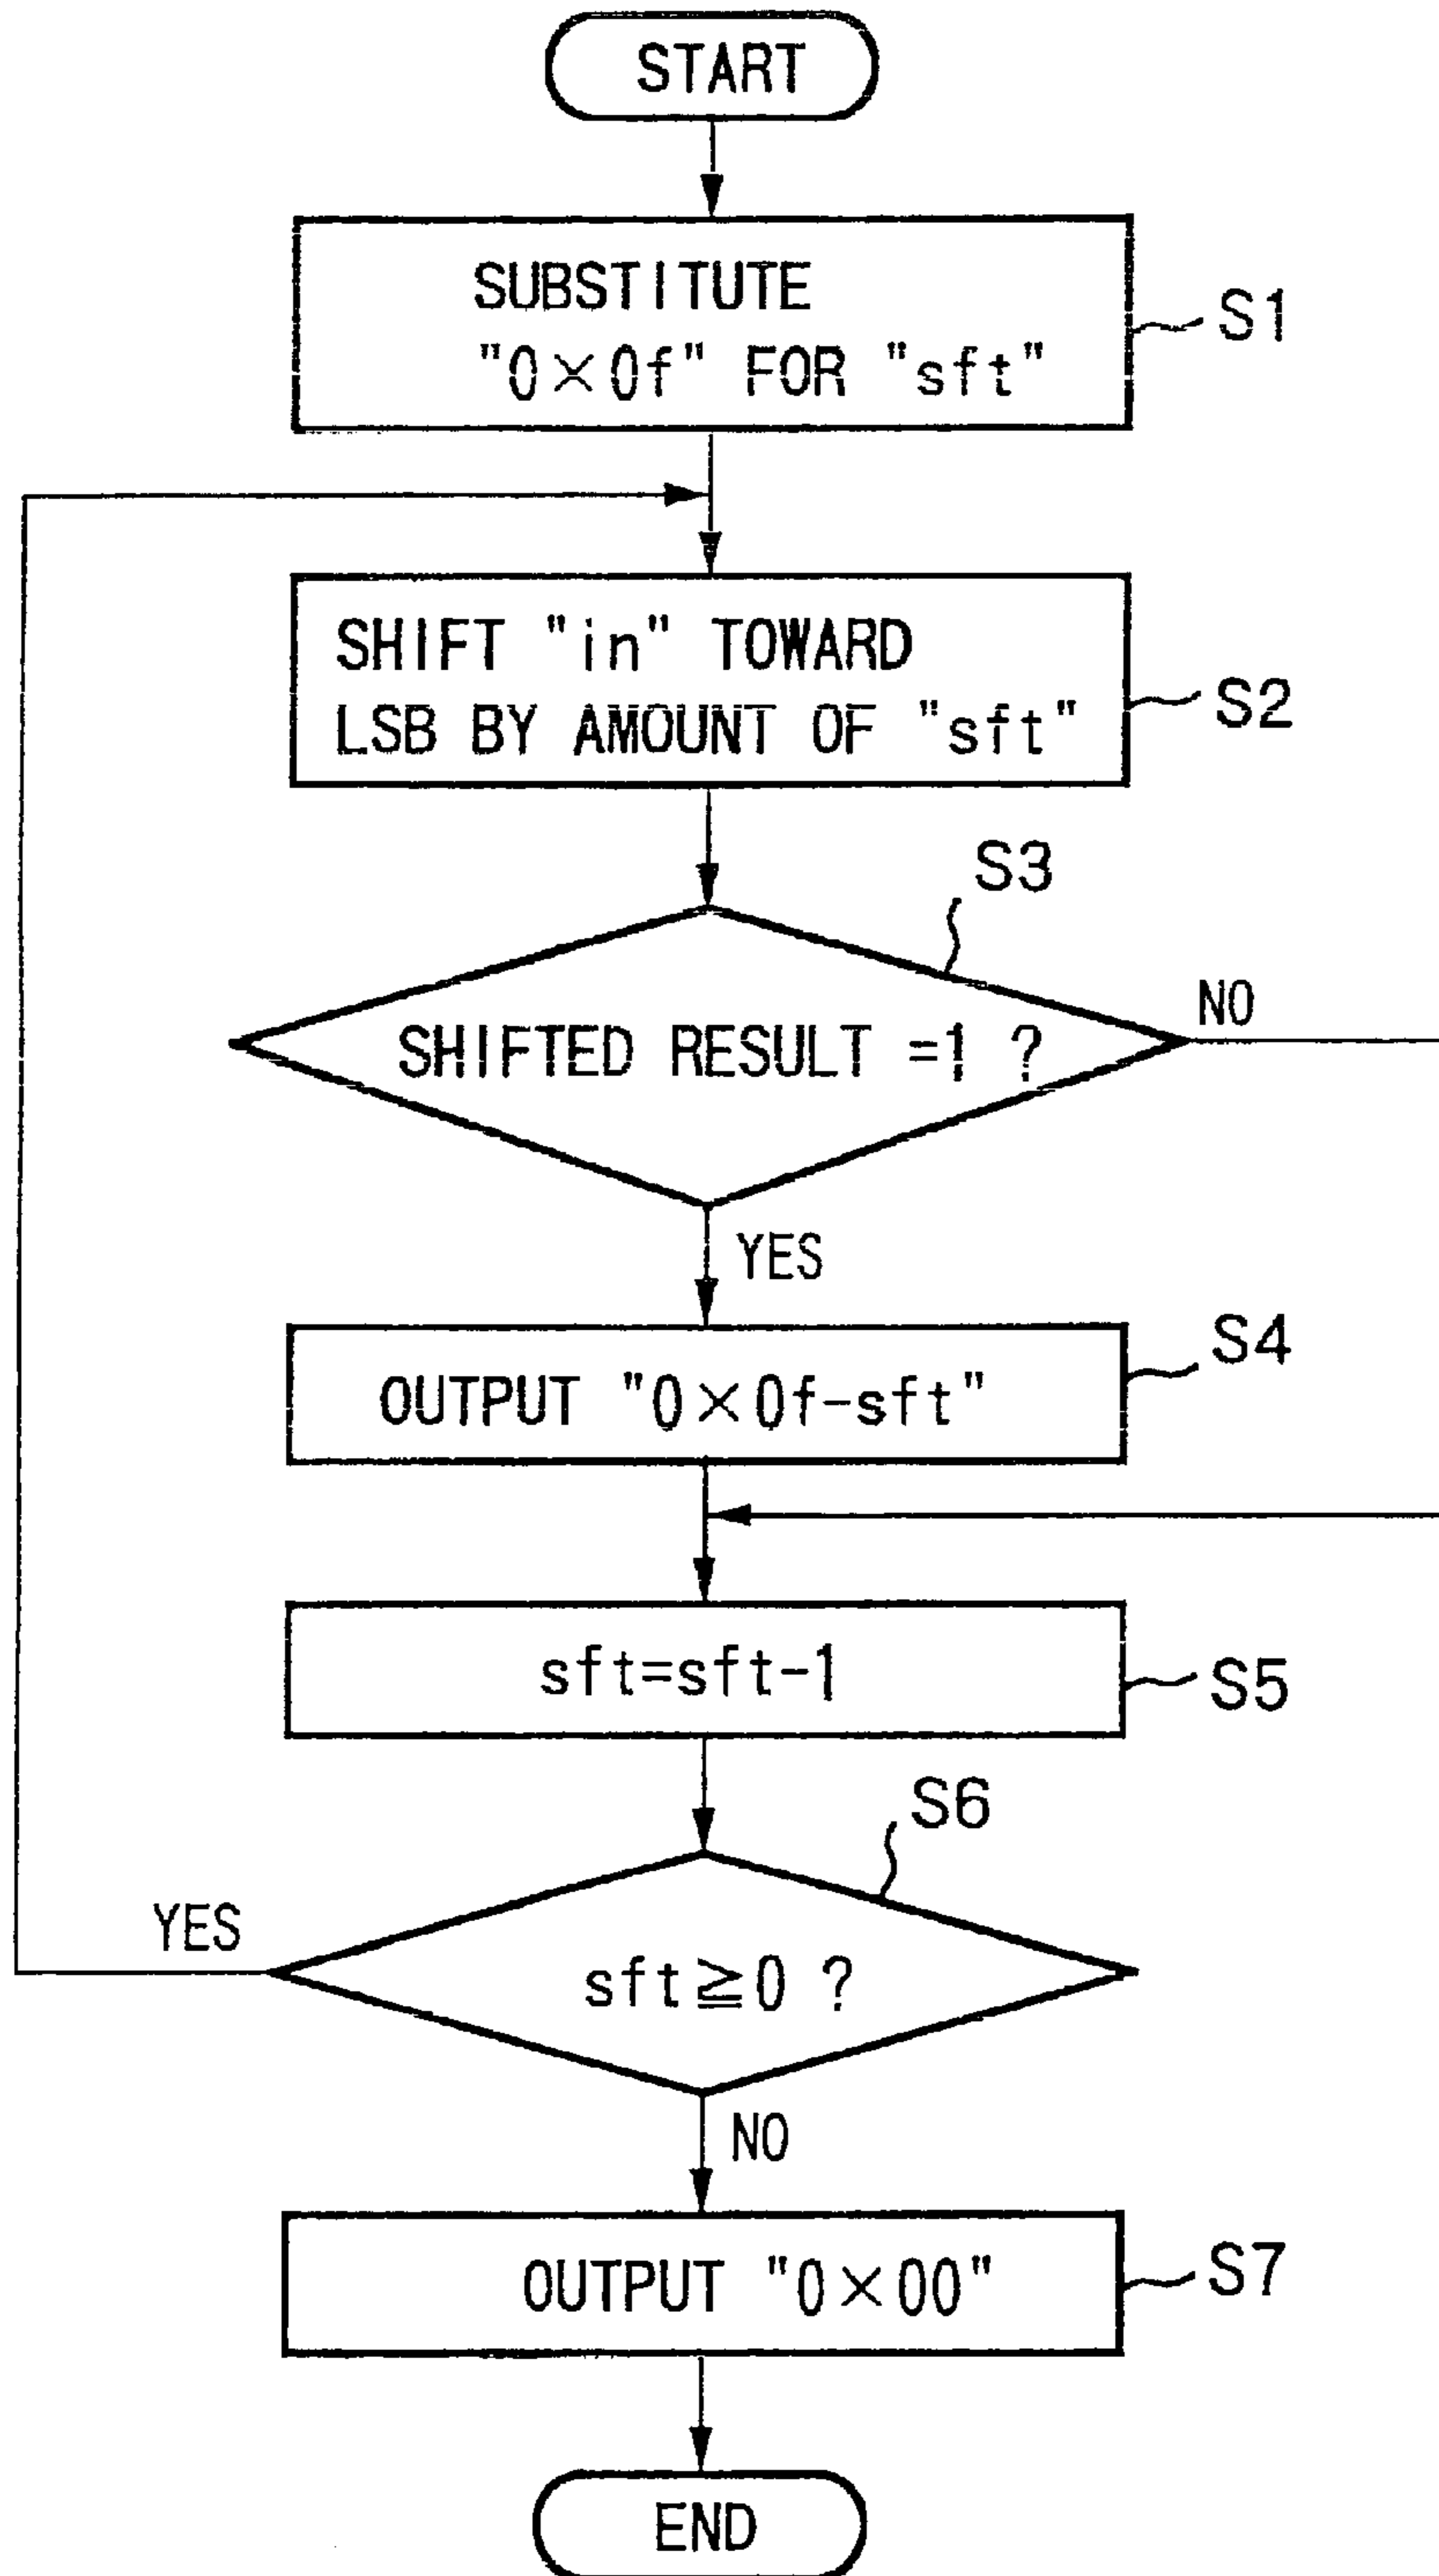 START
SUBSTITUTE
"0×0f" FOR "sft"
S1
SHIFT "in" TOWARD
LSB BY AMOUNT OF "sft"
S2
S3
SHIFTED RESULT =1 ?
NO
YES
OUTPUT "0×0f-sft"
S4
sft=sft-1
S5
S6
YES
sft≧0 ?
NO
OUTPUT "0×00"
S7
END